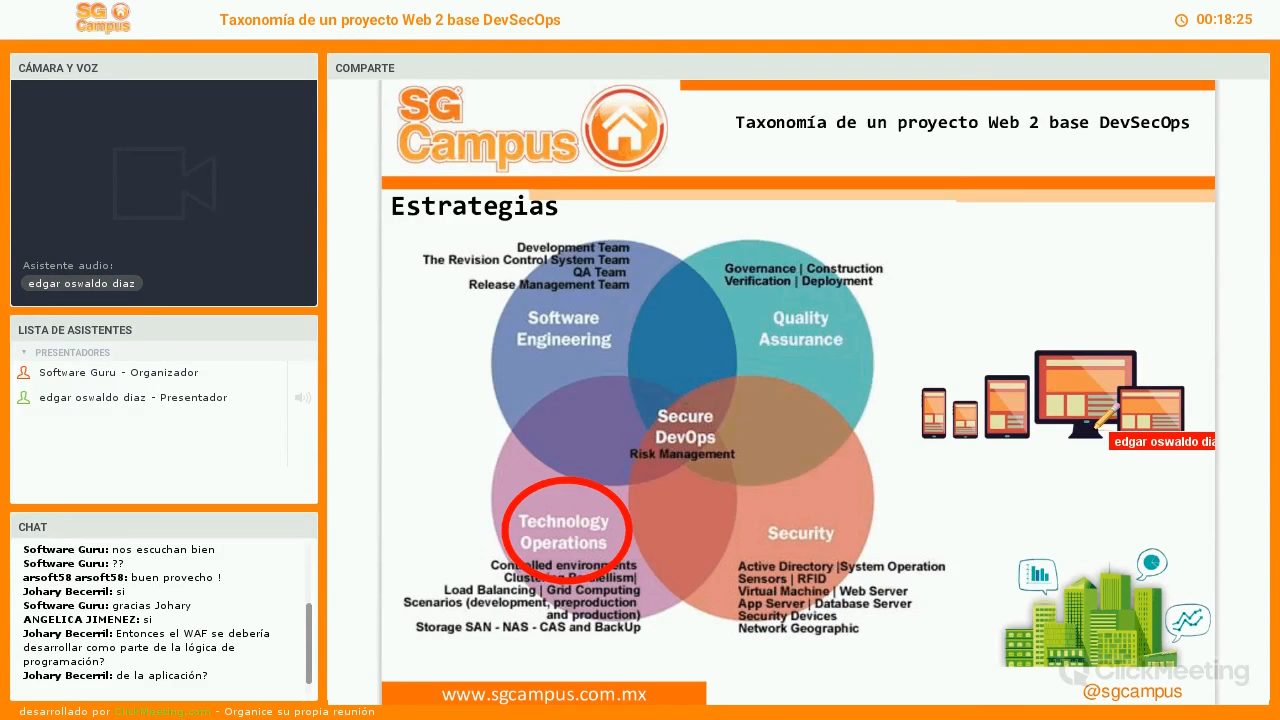 SG Campus
Taxonomía de un proyecto Web 2 base DevSecOps
00:18:25
CÁMARA Y VOZ
Asistente audio:
edgar oswaldo diaz
LISTA DE ASISTENTES
PRESENTADORES
Software Guru - Organizador
edgar oswaldo diaz - Presentador
CHAT
Software Guru: nos escuchan bien
Software Guru: ??
arsoft58 arsoft58: buen provecho !
Johary Becerril: si
Software Guru: gracias Johary
ANGELICA JIMENEZ: si
Johary Becerril: Entonces el WAF se debería
desarrollar como parte de la lógica de
programación?
Johary Becerril: de la aplicación?
COMPARTE
SG
Campus
Taxonomía de un proyecto Web 2 base DevSecOps
Estrategias
Development Team
The Revision Control System Team
QA Team
Release Management Team
Software
Engineering
Governance | Construction
Verification | Deployment
Quality
Assurance
Secure
DevOps
Risk Management
Technology
Operations
Controlled environments
Clustering Parallelism|
Load Balancing | Grid Computing
Scenarios (development, preproduction
and production)
Storage SAN - NAS - CAS and BackUp
Security
Active Directory |System Operation
Sensors | RFID
Virtual Machine | Web Server
App Server | Database Server
Security Devices
Network Geographic
edgar oswaldo dia
ClickMeeting
www.sgcampus.com.mx
@sgcampus
desarrollado por ClickMeeting.com - Organice su propia reunión